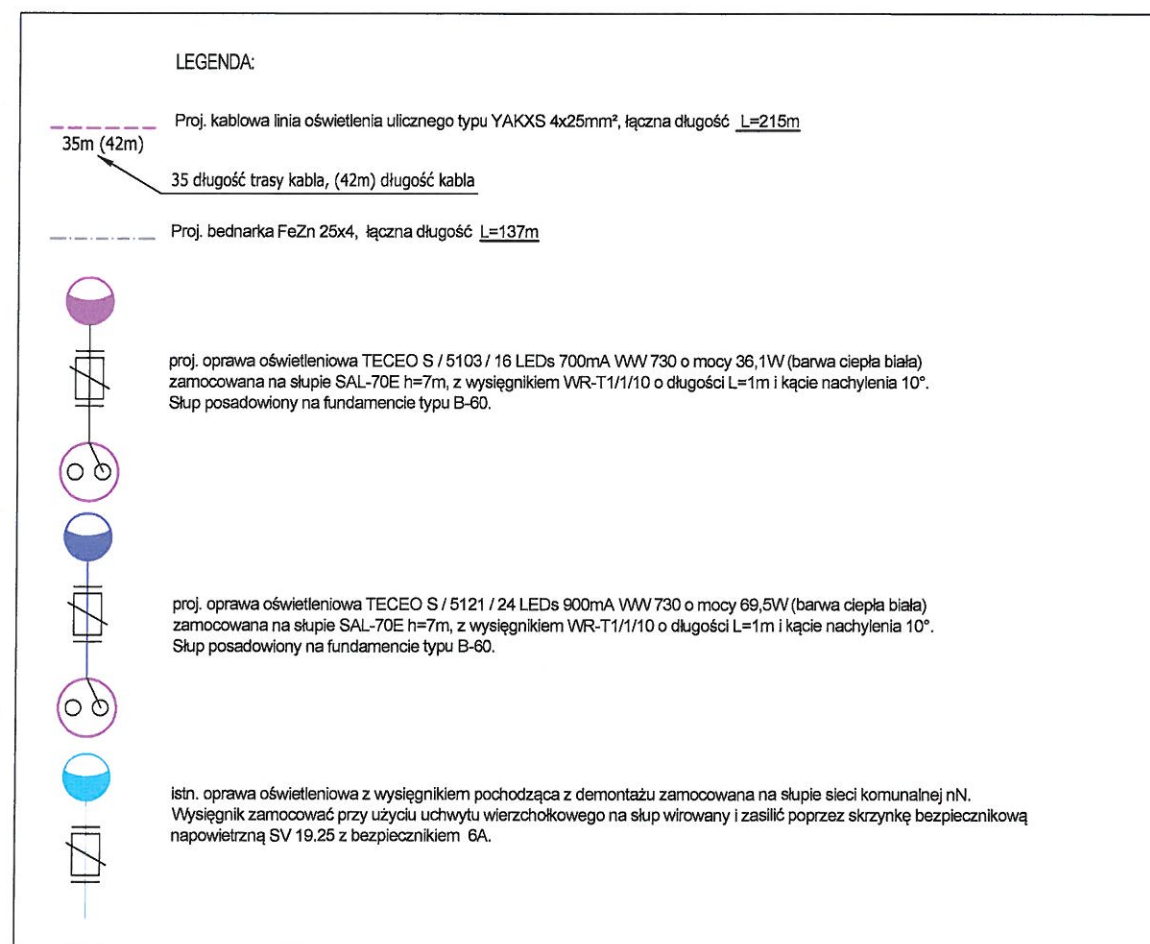 LEGENDA:
Proj. kablowa linia oświetlenia ulicznego typu YAKXS 4x25mm², łączna długość L=215m
35m (42m)
35 długość trasy kabla, (42m) długość kabla
Proj. bednarka FeZn 25x4, łączna długość L=137m
proj. oprawa oświetleniowa TECEO S / 5103 / 16 LEDs 700mA WW 730 o mocy 36,1W (barwa ciepła biała)
zamocowana na słupie SAL-70E h=7m, z wysięgnikiem WR-T1/1/10 o długości L=1m i kącie nachylenia 10°.
Słup posadowiony na fundamencie typu B-60.
proj. oprawa oświetleniowa TECEO S / 5121 / 24 LEDs 900mA WW 730 o mocy 69,5W (barwa ciepła biała)
zamocowana na słupie SAL-70E h=7m, z wysięgnikiem WR-T1/1/10 o długości L=1m i kącie nachylenia 10°.
Słup posadowiony na fundamencie typu B-60.
istn. oprawa oświetleniowa z wysięgnikiem pochodząca z demontażu zamocowana na słupie sieci komunalnej nN.
Wysięgnik zamocować przy użyciu uchwytu wierzchołkowego na słup wirowany i zasilić poprzez skrzynkę bezpiecznikową
napowietrzną SV 19.25 z bezpiecznikiem 6A.